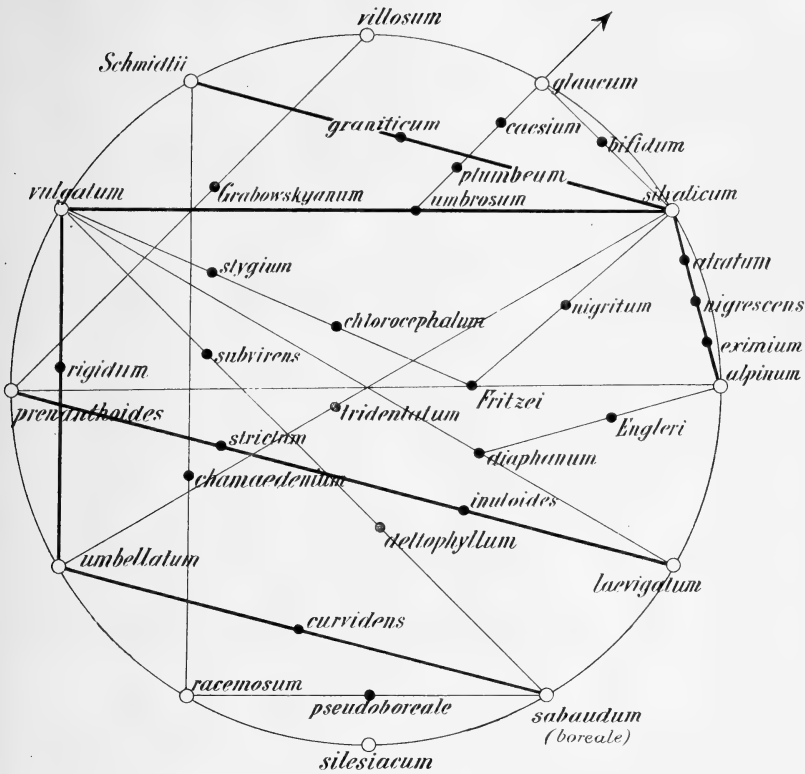 villosum
Schmidtii
glaucum
graniticum
caesium
bifidum
plumbeum
vulgatum
Grabowskyanum
umbrosum
silvaticum
stygium
atratum
nigritum
nigrescens
chlorocephalum
subvirens
eximium
rigidum
alpinum
prenanthoides
Fritzei
tridentatum
Engleri
strictum
diaphanum
chamaedenium
inuloides
deltophyllum
umbellatum
laevigatum
curvidens
racemosum
pseudoboreale
sabaudum
(boreale)
silesiacum